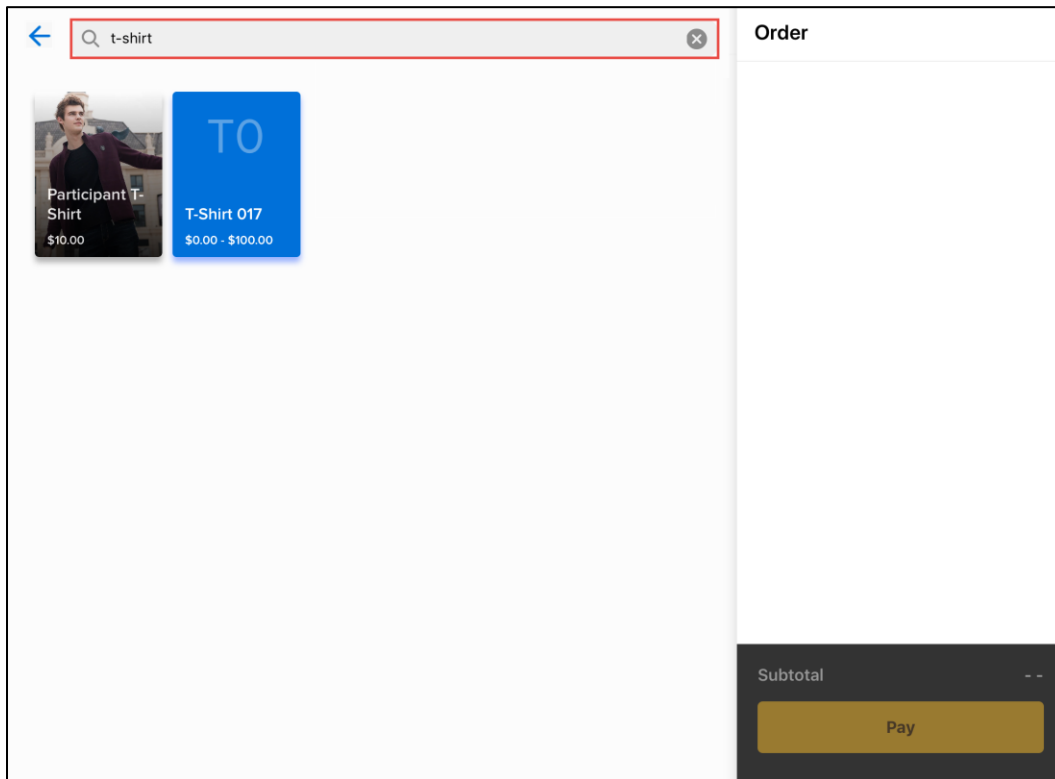 t-shirt
Order
Participant T-
Shirt
$10.00
TO
T-Shirt 017
$0.00 - $100.00
Subtotal
- -
Pay